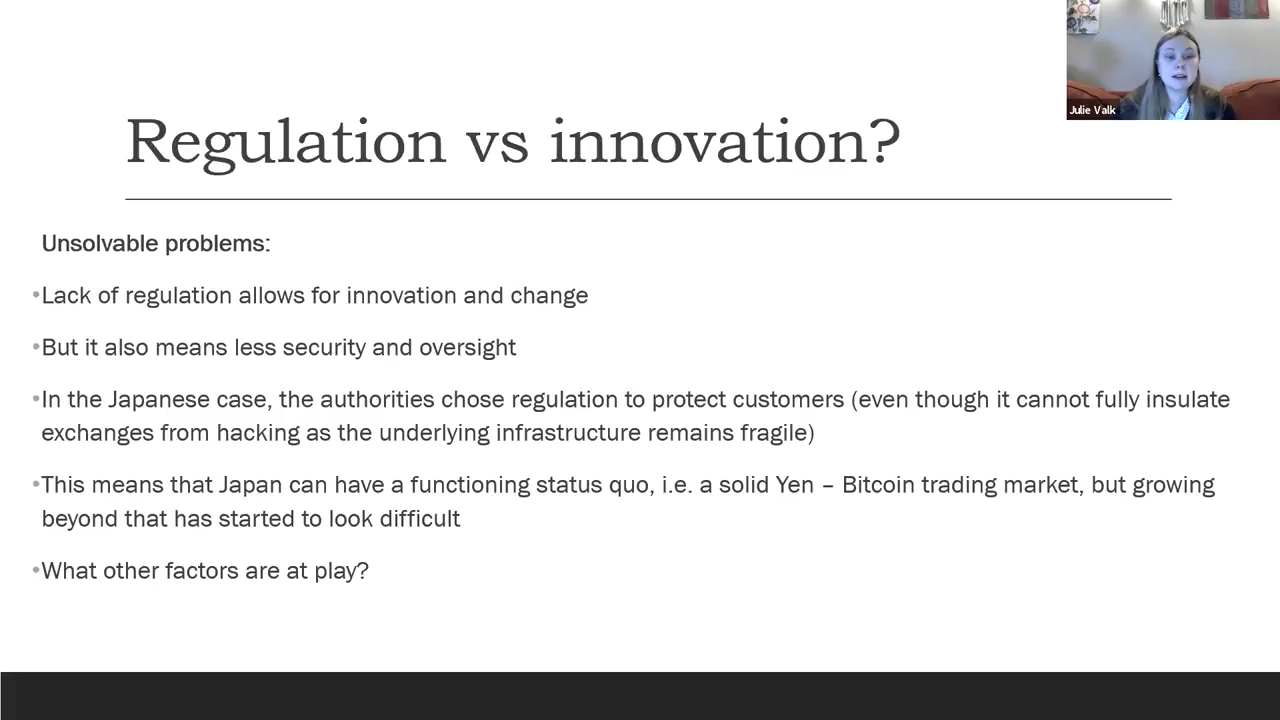 Julie Valk
Regulation vs innovation?
Unsolvable problems:
•Lack of regulation allows for innovation and change
•But it also means less security and oversight
•In the Japanese case, the authorities chose regulation to protect customers (even though it cannot fully insulate
exchanges from hacking as the underlying infrastructure remains fragile)
•This means that Japan can have a functioning status quo, i.e. a solid Yen – Bitcoin trading market, but growing
beyond that has started to look difficult
•What other factors are at play?